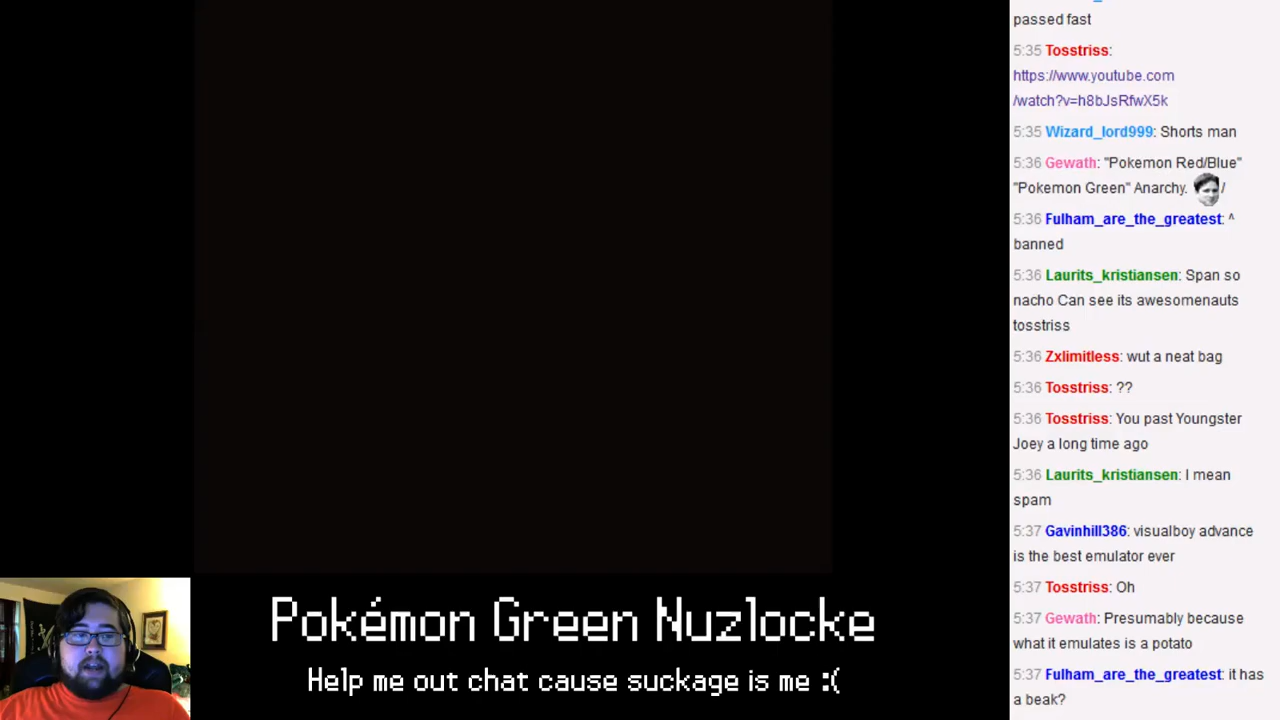 passed fast
5:35 Tosstriss:
https://www.youtube.com
/watch?v=h8bJsRfwX5k
5:35 Wizard_lord999: Shorts man
5:36 Gewath: "Pokemon Red/Blue"
"Pokemon Green" Anarchy. /
5:36 Fulham_are_the_greatest: ^
banned
5:36 Laurits_kristiansen: Span so
nacho Can see its awesomenauts
tosstriss
5:36 Zxlimitless: wut a neat bag
5:36 Tosstriss: ??
5:36 Tosstriss: You past Youngster
Joey a long time ago
5:36 Laurits_kristiansen: I mean
spam
5:37 Gavinhill386: visualboy advance
is the best emulator ever
5:37 Tosstriss: Oh
5:37 Gewath: Presumably because
what it emulates is a potato
5:37 Fulham_are_the_greatest: it has
a beak?
Pokémon Green Nuzlocke
Help me out chat cause suckage is me :(